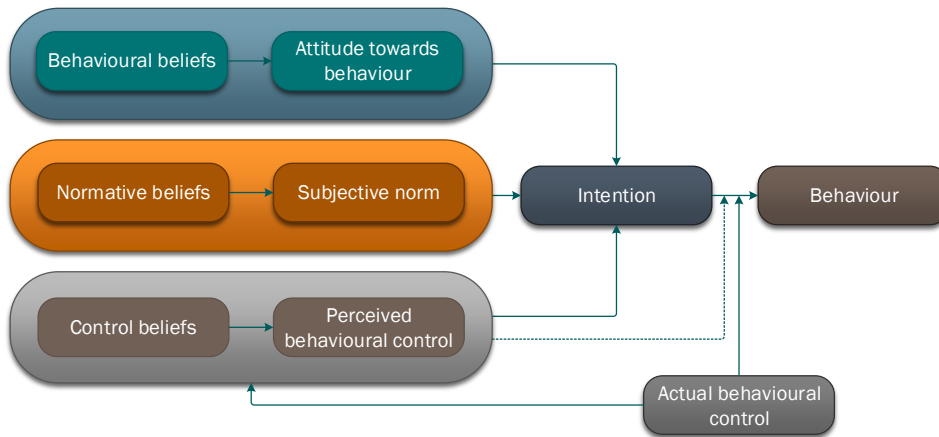 Behavioural beliefs
Attitude towards
behaviour
Normative beliefs
Subjective norm
Intention
Behaviour
Control beliefs
Perceived
behavioural control
Actual behavioural
control